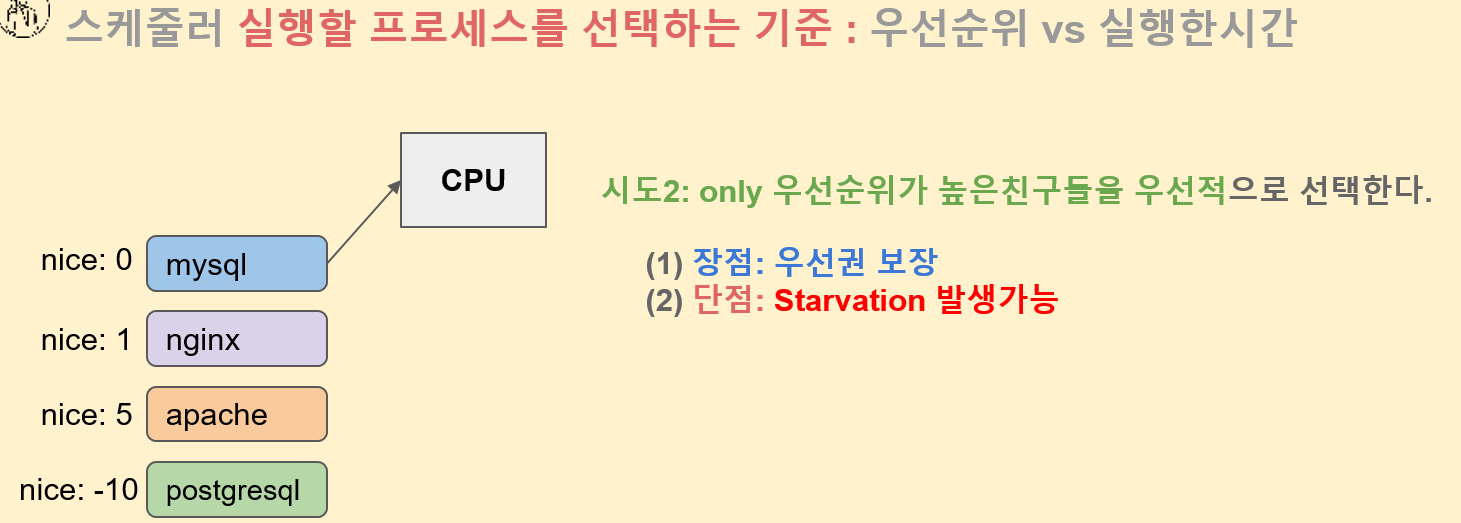 스케줄러 실행할 프로세스를 선택하는 기준 : 우선순위 vs 실행한시간
CPU
시도2: only 우선순위가 높은친구들을 우선적으로 선택한다.
(1) 장점: 우선권 보장
(2) 단점: Starvation 발생가능
nice: 0 mysql
nice: 1 nginx
nice: 5 apache
nice: -10 postgresql